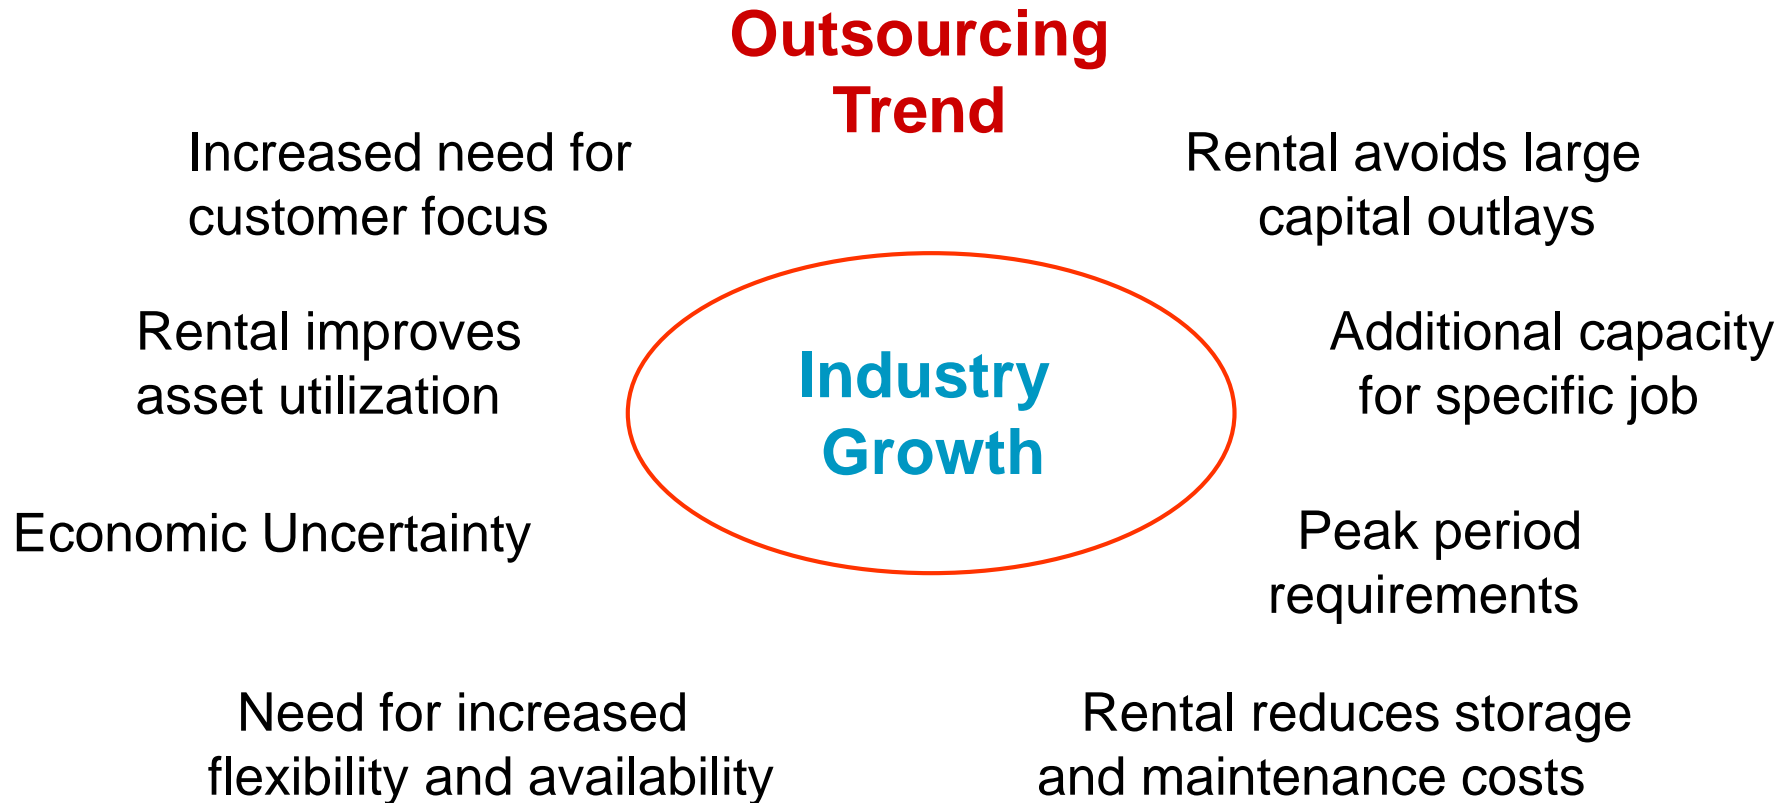 Outsourcing
Trend
Increased need for
customer focus
Rental avoids large
capital outlays
Rental improves
asset utilization
Industry
Growth
Additional capacity
for specific job
Economic Uncertainty
Peak period
requirements
Need for increased
flexibility and availability
Rental reduces storage
and maintenance costs